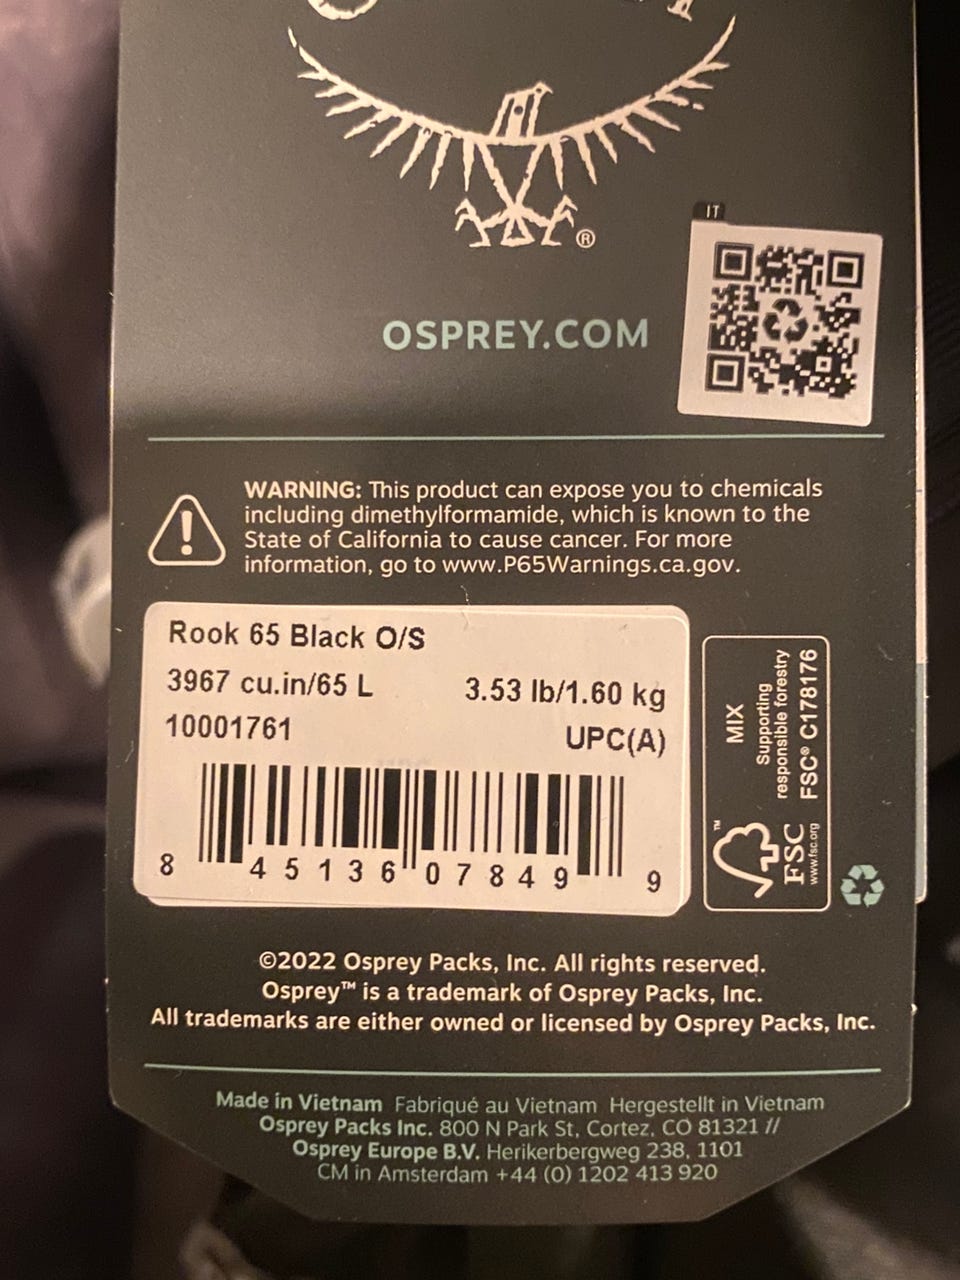 ®
IT
OSPREY.COM
WARNING: This product can expose you to chemicals
including dimethylformamide, which is known to the
State of California to cause cancer. For more
information, go to www.P65Warnings.ca.gov.
Rook 65 Black O/S
3967 cu.in/65 L 3.53 lb/1.60 kg
10001761 UPC(A)
8 45136 07849 9
MIX
Supporting
responsible forestry
FSC® C178176
™
FSC
www.fsc.org
©2022 Osprey Packs, Inc. All rights reserved.
Osprey™ is a trademark of Osprey Packs, Inc.
All trademarks are either owned or licensed by Osprey Packs, Inc.
Made in Vietnam Fabriqué au Vietnam Hergestellt in Vietnam
Osprey Packs Inc. 800 N Park St, Cortez, CO 81321 //
Osprey Europe B.V. Herikerbergweg 238, 1101
CM in Amsterdam +44 (0) 1202 413 920